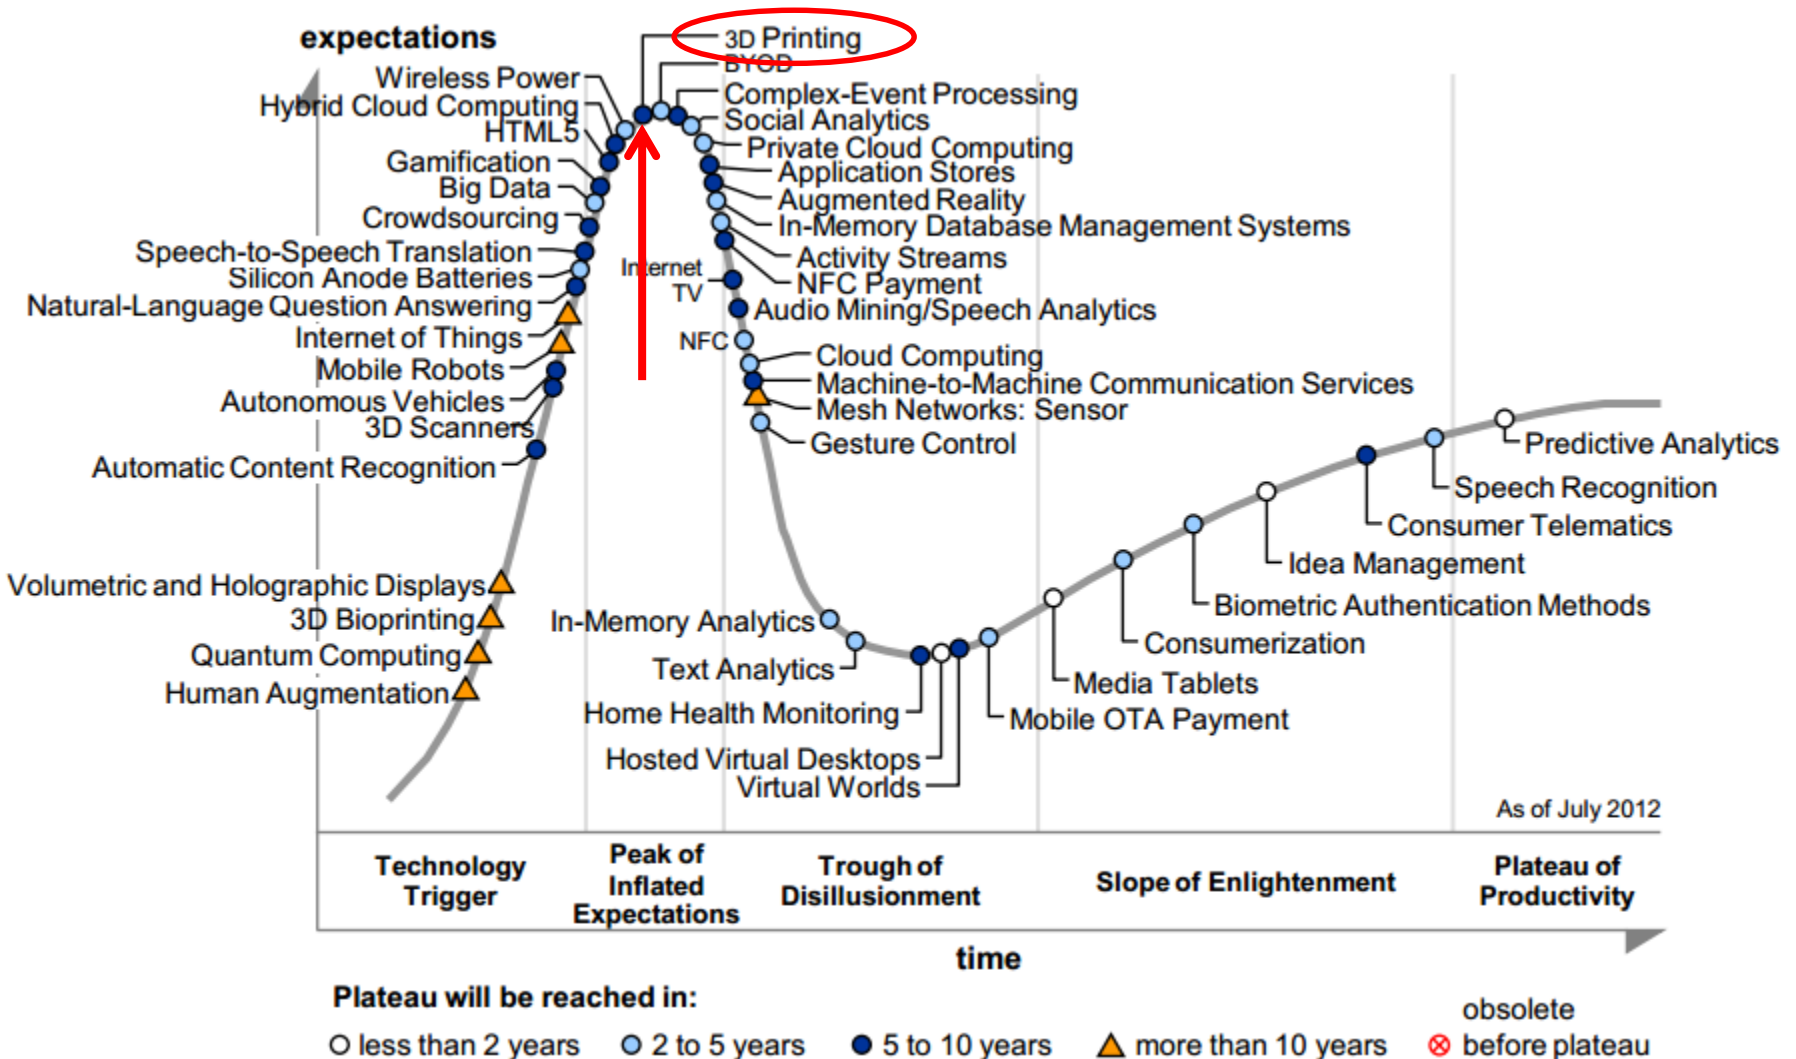 expectations
3D Printing
BYOD
Wireless Power
Hybrid Cloud Computing
HTML5
Gamification
Big Data
Crowdsourcing
Speech-to-Speech Translation
Silicon Anode Batteries
Natural-Language Question Answering
Internet of Things
Mobile Robots
Autonomous Vehicles
3D Scanners
Automatic Content Recognition
Volumetric and Holographic Displays
3D Bioprinting
Quantum Computing
Human Augmentation
Complex-Event Processing
Social Analytics
Private Cloud Computing
Application Stores
Augmented Reality
In-Memory Database Management Systems
Activity Streams
NFC Payment
Internet
TV
Audio Mining/Speech Analytics
NFC
Cloud Computing
Machine-to-Machine Communication Services
Mesh Networks: Sensor
Gesture Control
In-Memory Analytics
Text Analytics
Home Health Monitoring
Hosted Virtual Desktops
Virtual Worlds
Mobile OTA Payment
Media Tablets
Consumerization
Biometric Authentication Methods
Idea Management
Consumer Telematics
Speech Recognition
Predictive Analytics
As of July 2012
Technology
Trigger
Peak of
Inflated
Expectations
Trough of
Disillusionment
Slope of Enlightenment
Plateau of
Productivity
time
Plateau will be reached in:
less than 2 years
2 to 5 years
5 to 10 years
more than 10 years
obsolete
before plateau